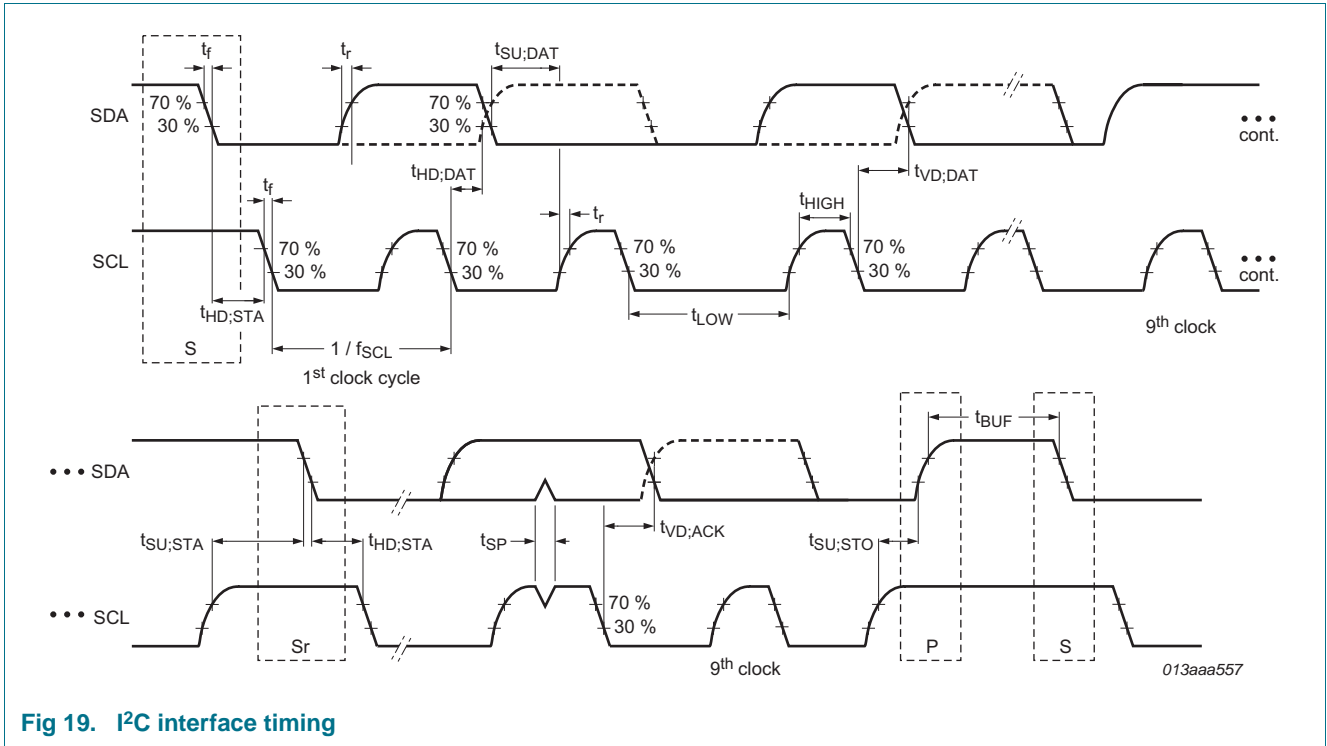 tf tr tSU;DAT
70 % 70 %
SDA
30 % 30 %
cont.
tHD;DAT tVD;DAT
tf tHIGH
tr
70 % 70 % 70 %
SCL
30 % 30 % 30 %
cont.
tHD;STA tLOW
9th clock
S 1 / fSCL
1st clock cycle
tBUF
••• SDA
tSU;STA tHD;STA tSP tVD;ACK tSU;STO
70 %
••• SCL
30 %
Sr P S
9th clock
013aaa557
Fig 19. I2C interface timing